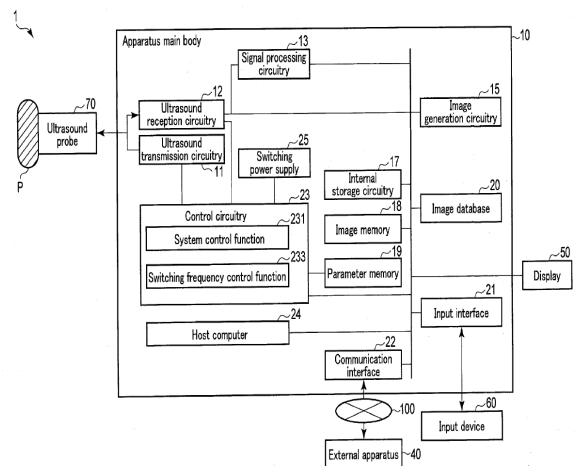 1
Apparatus main body
10
13
Signal processing
circuitry
70
Ultrasound
probe
P
12
Ultrasound
reception circuitry
Ultrasound
transmission circuitry
11
15
Image
generation circuitry
25
Switching
power supply
17
Internal
storage circuitry
18
Image memory
20
Image database
23
Control circuitry
231
System control function
233
Switching frequency control function
19
Parameter memory
50
Display
21
Input interface
24
Host computer
22
Communication
interface
100
60
Input device
External apparatus
40